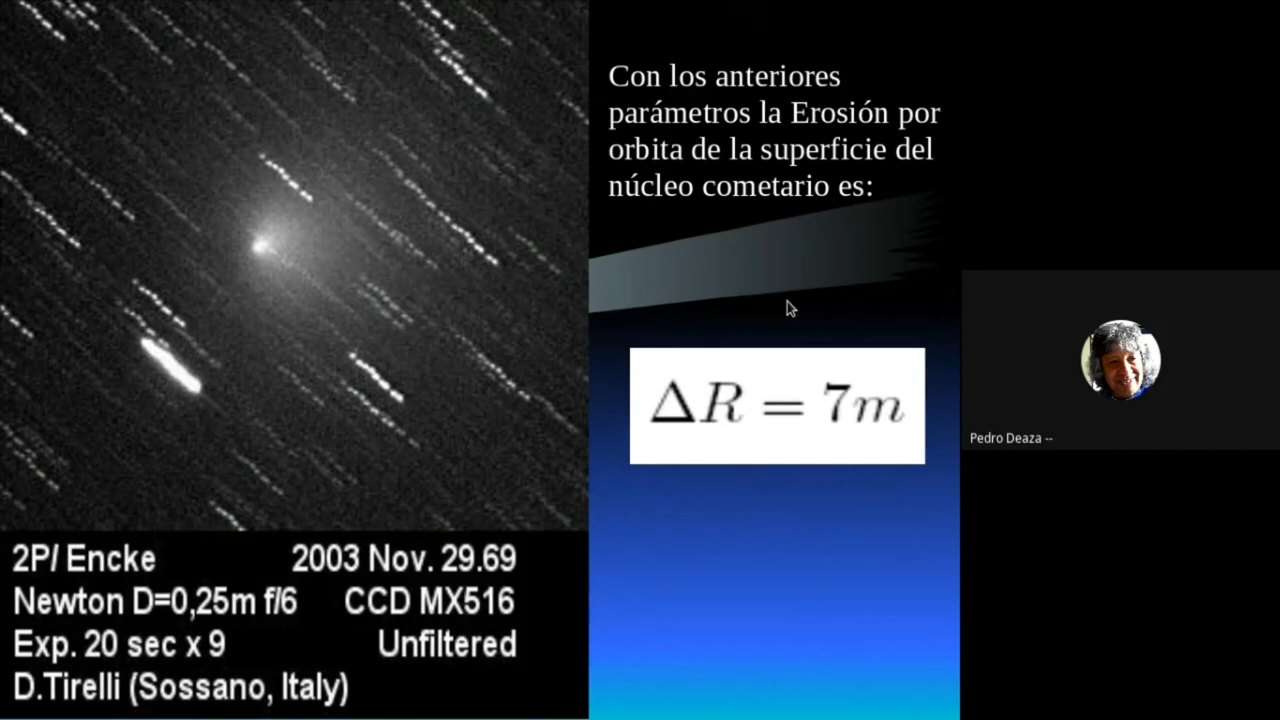 Con los anteriores
parámetros la Erosión por
orbita de la superficie del
núcleo cometario es:
ΔR = 7m
2P/ Encke 2003 Nov. 29.69
Newton D=0,25m f/6 CCD MX516
Exp. 20 sec x 9 Unfiltered
D.Tirelli (Sossano, Italy)
Pedro Deaza --